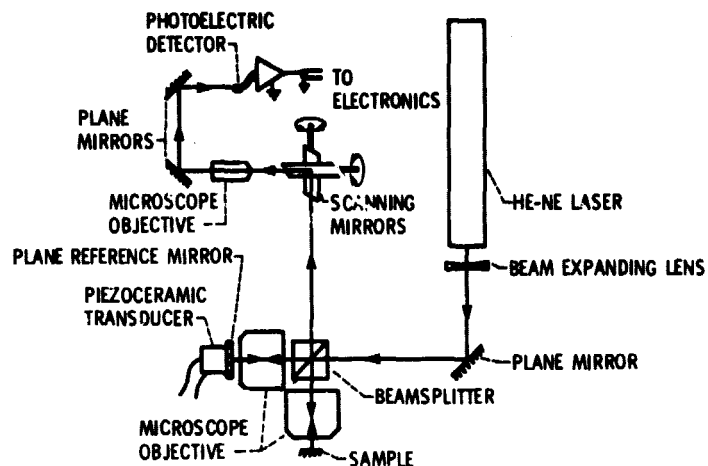 PHOTOELECTRIC
DETECTOR
TO
ELECTRONICS
PLANE
MIRRORS
MICROSCOPE
OBJECTIVE
SCANNING
MIRRORS
HE-NE LASER
PLANE REFERENCE MIRROR
BEAM EXPANDING LENS
PIEZOCERAMIC
TRANSDUCER
PLANE MIRROR
BEAMSPLITTER
MICROSCOPE
OBJECTIVE
SAMPLE